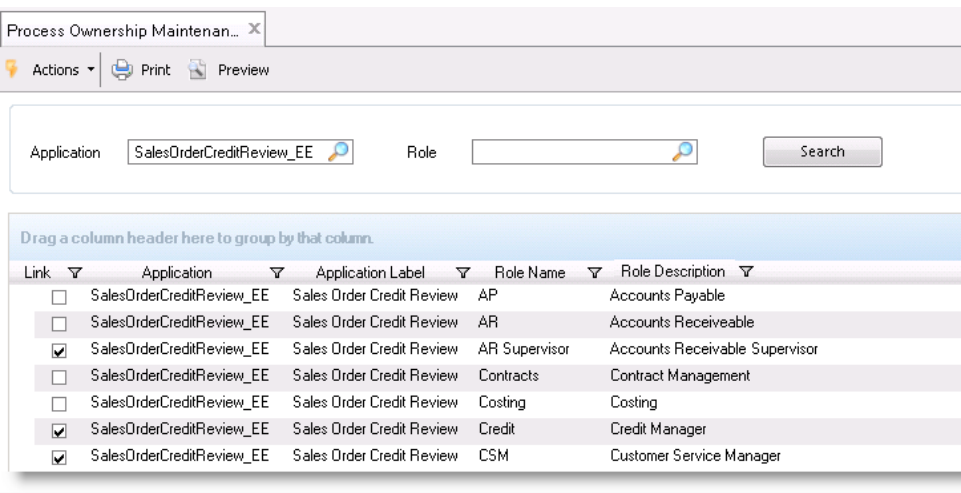 Process Ownership Maintenan... X
Actions Print Preview
Application SalesOrderCreditReview_EE Role Search
Drag a column header here to group by that column.
Link Application Application Label Role Name Role Description
SalesOrderCreditReview_EE Sales Order Credit Review AP Accounts Payable
SalesOrderCreditReview_EE Sales Order Credit Review AR Accounts Receiveable
SalesOrderCreditReview_EE Sales Order Credit Review AR Supervisor Accounts Receivable Supervisor
SalesOrderCreditReview_EE Sales Order Credit Review Contracts Contract Management
SalesOrderCreditReview_EE Sales Order Credit Review Costing Costing
SalesOrderCreditReview_EE Sales Order Credit Review Credit Credit Manager
SalesOrderCreditReview_EE Sales Order Credit Review CSM Customer Service Manager